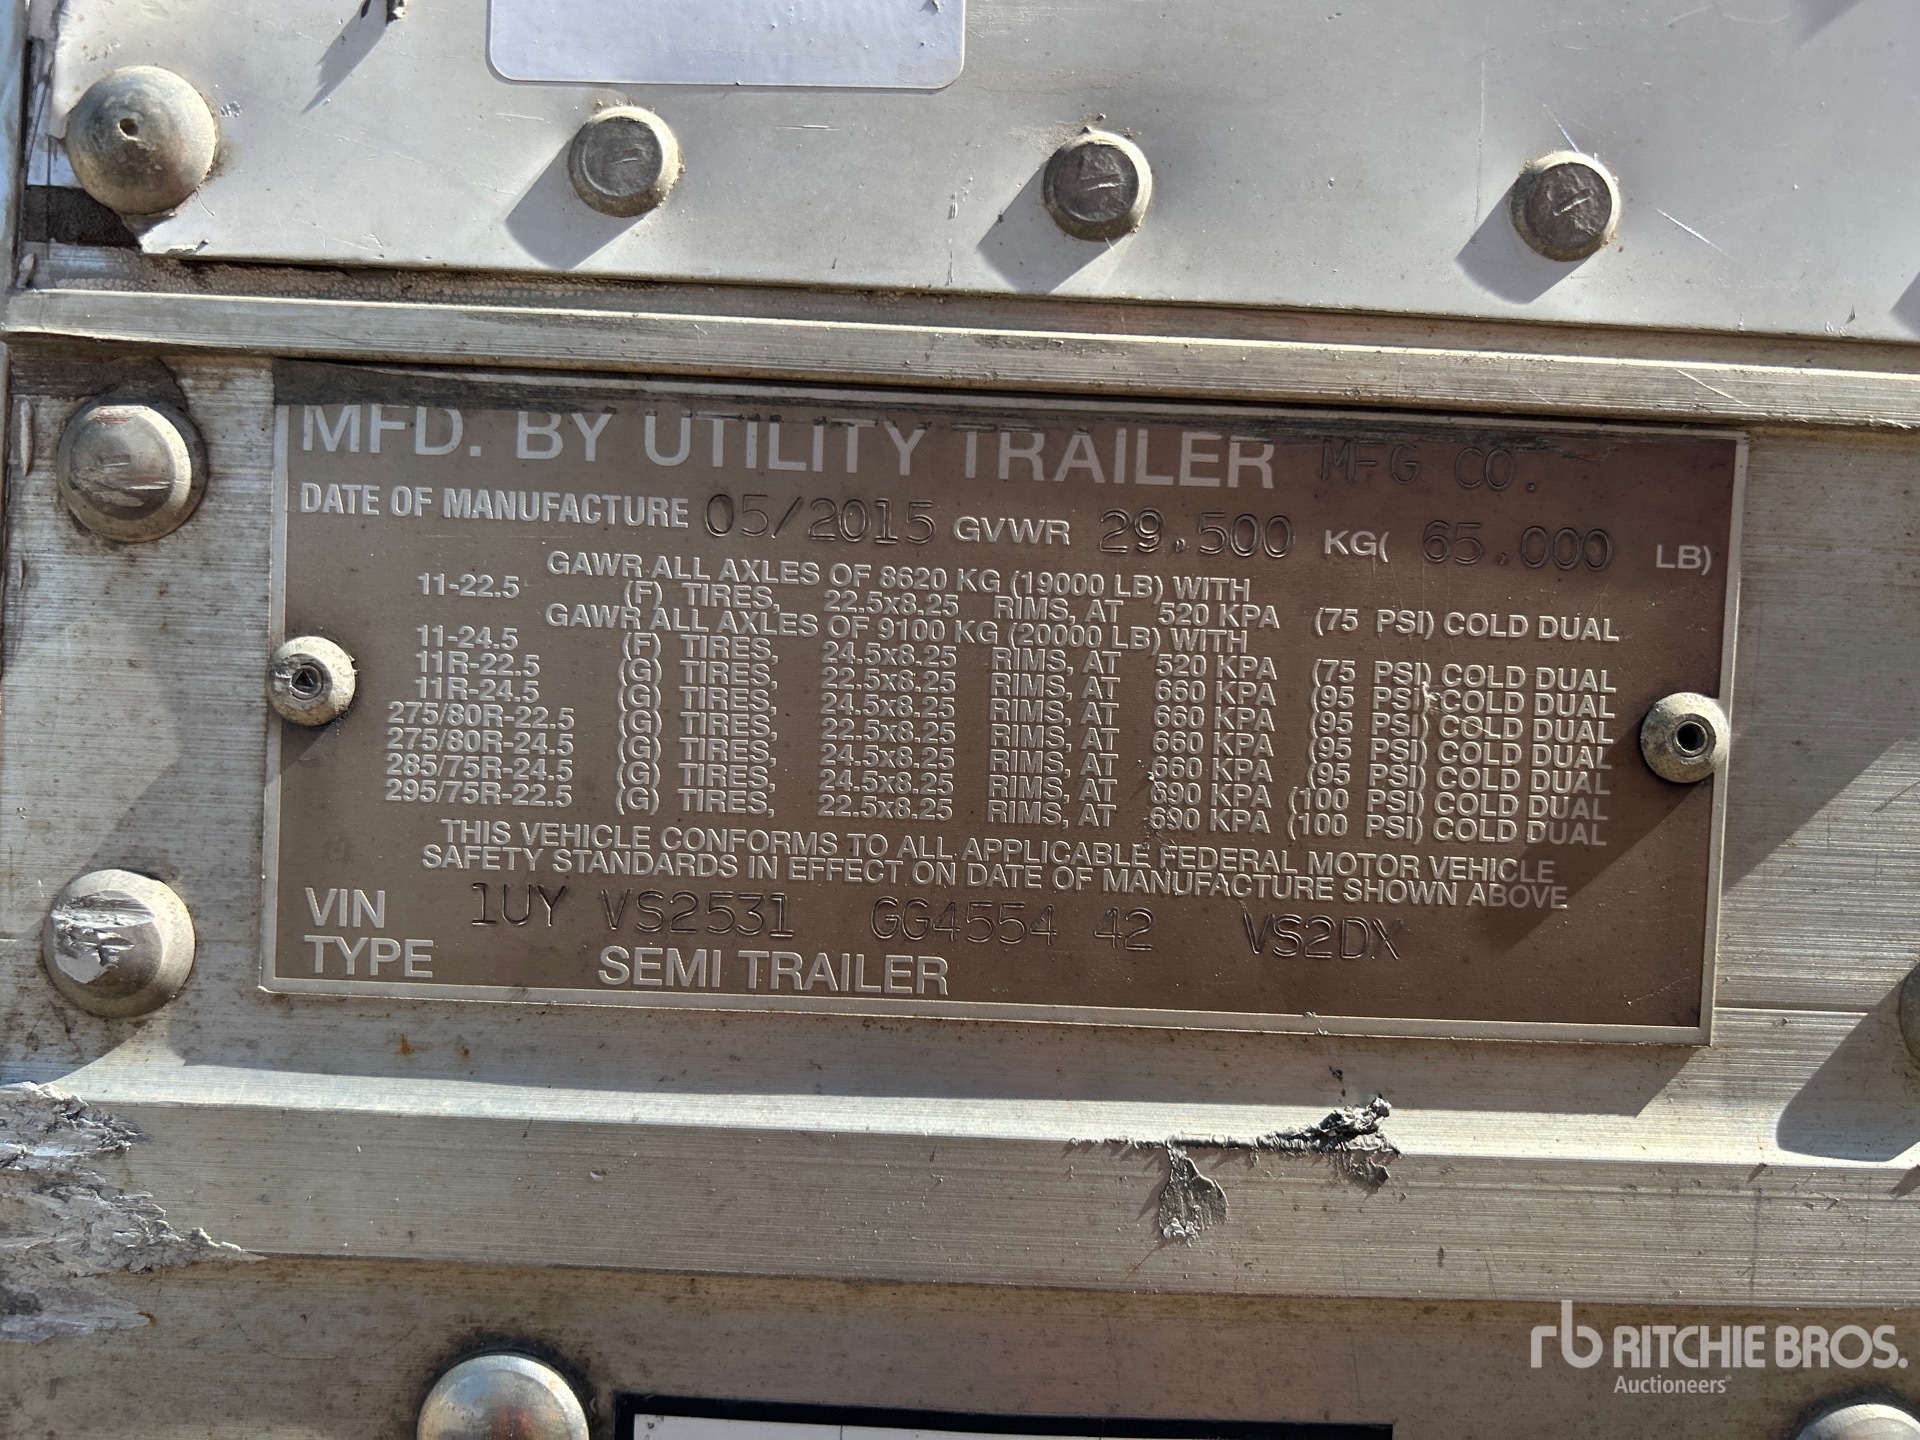 MFD. BY UTILITY TRAILER MFG CO.
DATE OF MANUFACTURE 05/2015 GVWR 29,500 KG( 65,000 LB)
GAWR ALL AXLES OF 8620 KG (19000 LB) WITH
11-22.5 (F) TIRES, 22.5x8.25 RIMS, AT 520 KPA (75 PSI) COLD DUAL
GAWR ALL AXLES OF 9100 KG (20000 LB) WITH
11-24.5 (F) TIRES, 24.5x8.25 RIMS, AT 520 KPA (75 PSI) COLD DUAL
11R-22.5 (G) TIRES, 22.5x8.25 RIMS, AT 660 KPA (95 PSI) COLD DUAL
11R-24.5 (G) TIRES, 24.5x8.25 RIMS, AT 660 KPA (95 PSI) COLD DUAL
275/80R-22.5 (G) TIRES, 22.5x8.25 RIMS, AT 660 KPA (95 PSI) COLD DUAL
275/80R-24.5 (G) TIRES, 24.5x8.25 RIMS, AT 660 KPA (95 PSI) COLD DUAL
285/75R-24.5 (G) TIRES, 24.5x8.25 RIMS, AT 690 KPA (100 PSI) COLD DUAL
295/75R-22.5 (G) TIRES, 22.5x8.25 RIMS, AT 690 KPA (100 PSI) COLD DUAL
THIS VEHICLE CONFORMS TO ALL APPLICABLE FEDERAL MOTOR VEHICLE
SAFETY STANDARDS IN EFFECT ON DATE OF MANUFACTURE SHOWN ABOVE
VIN 1UY VS2531 GG4554 42 VS2DX
TYPE SEMI TRAILER
rb RITCHIE BROS.
Auctioneers